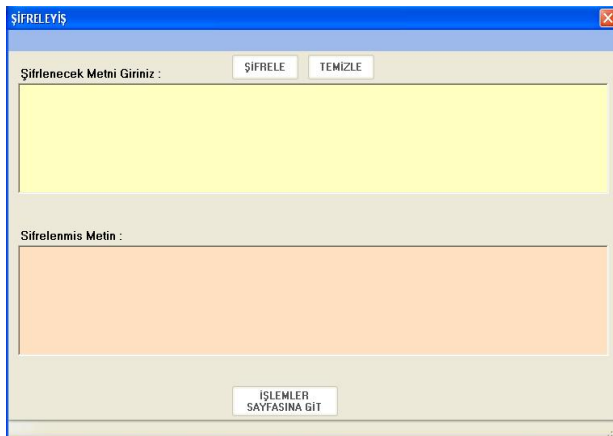 ŞİFRELEYİŞ
Şifrlenecek Metni Giriniz :
ŞİFRELE
TEMİZLE
Sifrelenmis Metin :
İŞLEMLER
SAYFASINA GİT